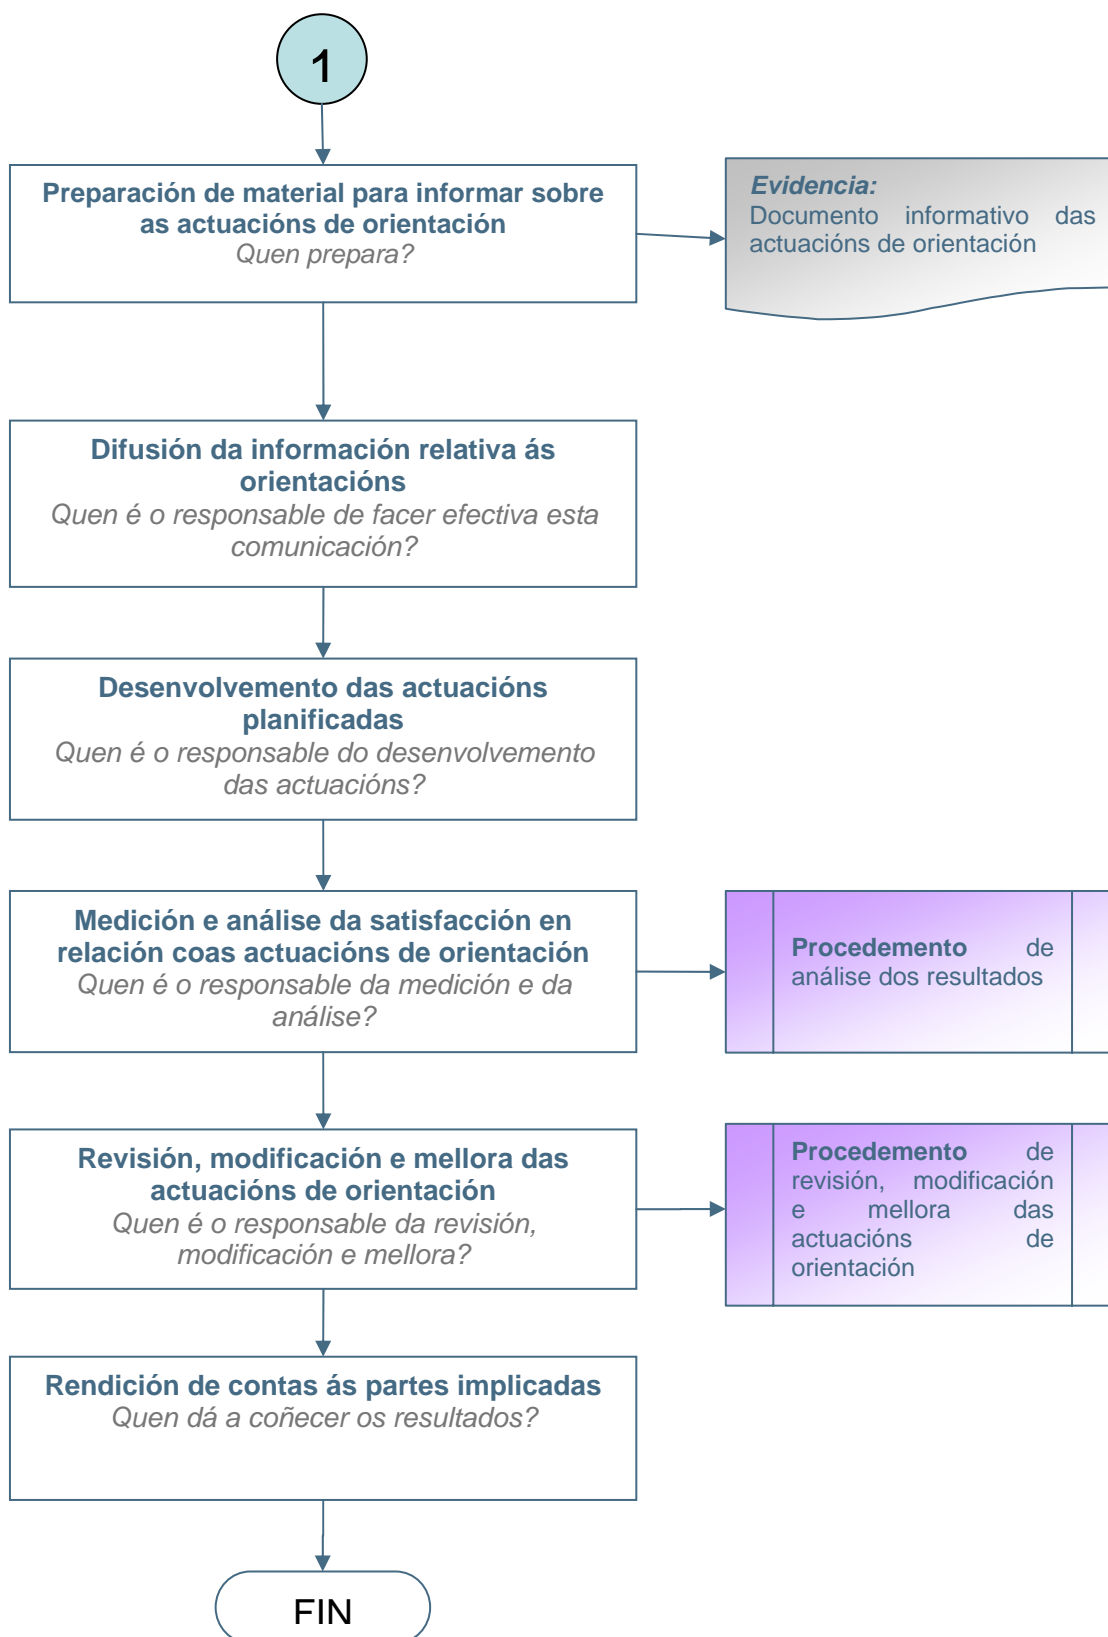 1
Preparación de material para informar sobre
as actuacións de orientación
Quen prepara?
Evidencia:
Documento informativo das
actuacións de orientación
Difusión da información relativa ás
orientacións
Quen é o responsable de facer efectiva esta
comunicación?
Desenvolvemento das actuacións
planificadas
Quen é o responsable do desenvolvemento
das actuacións?
Medición e análise da satisfacción en
relación coas actuacións de orientación
Quen é o responsable da medición e da
análise?
Procedemento de
análise dos resultados
Revisión, modificación e mellora das
actuacións de orientación
Quen é o responsable da revisión,
modificación e mellora?
Procedemento de
revisión, modificación
e mellora das
actuacións de
orientación
Rendición de contas ás partes implicadas
Quen dá a coñecer os resultados?
FIN